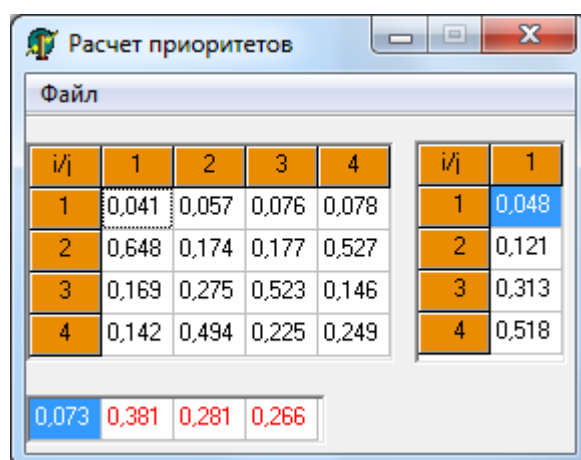 Расчет приоритетов
Файл
i/j 1 2 3 4
1 0,041 0,057 0,076 0,078
2 0,648 0,174 0,177 0,527
3 0,169 0,275 0,523 0,146
4 0,142 0,494 0,225 0,249
i/j 1
1 0,048
2 0,121
3 0,313
4 0,518
0,073 0,381 0,281 0,266